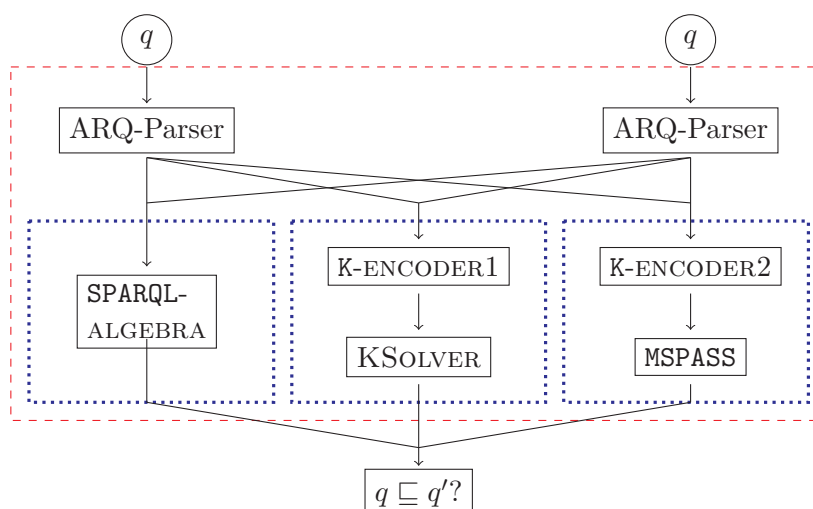 q
q
ARQ-Parser
ARQ-Parser
SPARQL-
ALGEBRA
K-ENCODER1
K-ENCODER2
KSOLVER
MSPASS
q ⊑ q′?